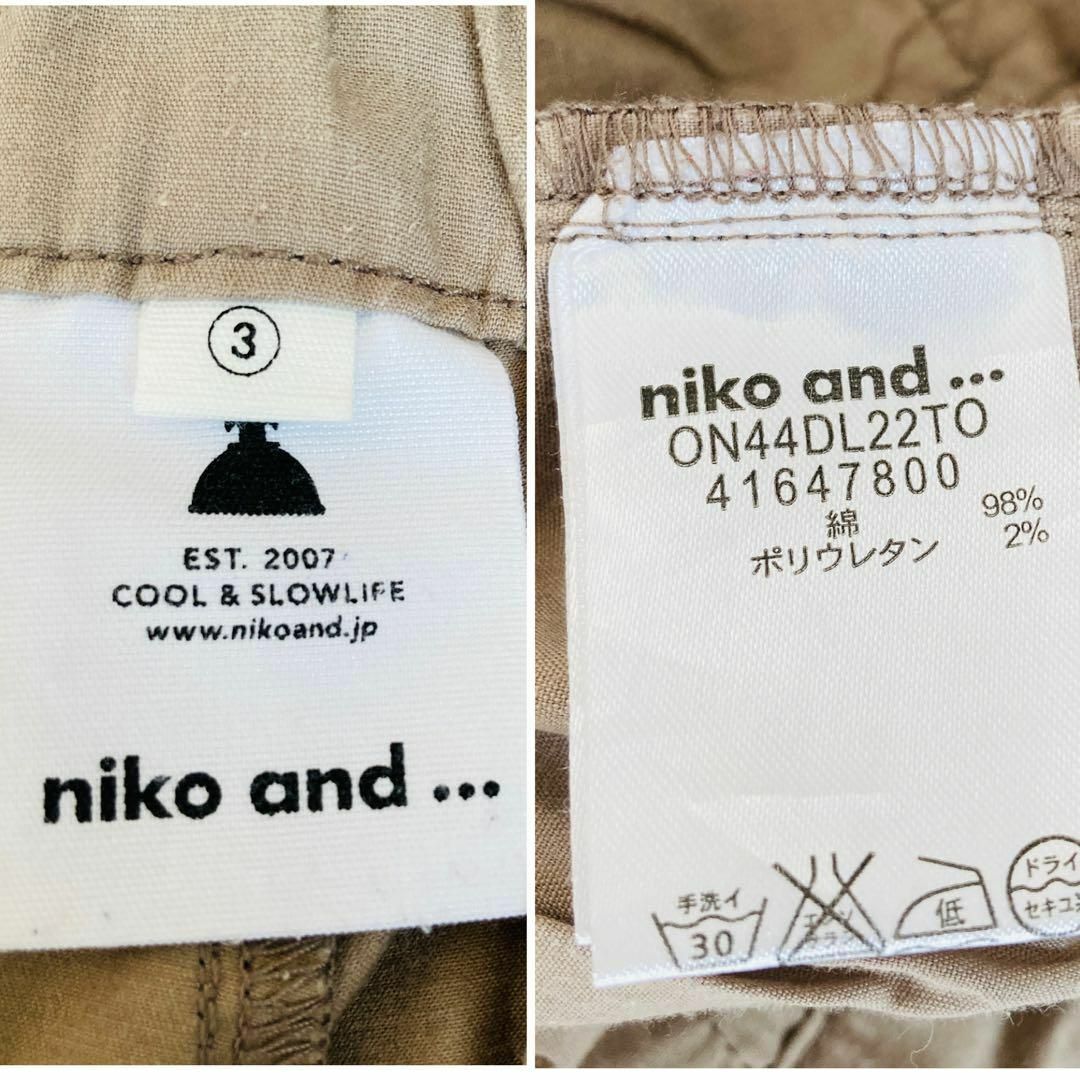 3
EST. 2007
COOL & SLOWLIFE
www.nikoand.jp
niko and ...
niko and ...
ON44DL22TO
41647800
綿 98%
ポリウレタン 2%
手洗イ
30
低
ドライ
セキユ